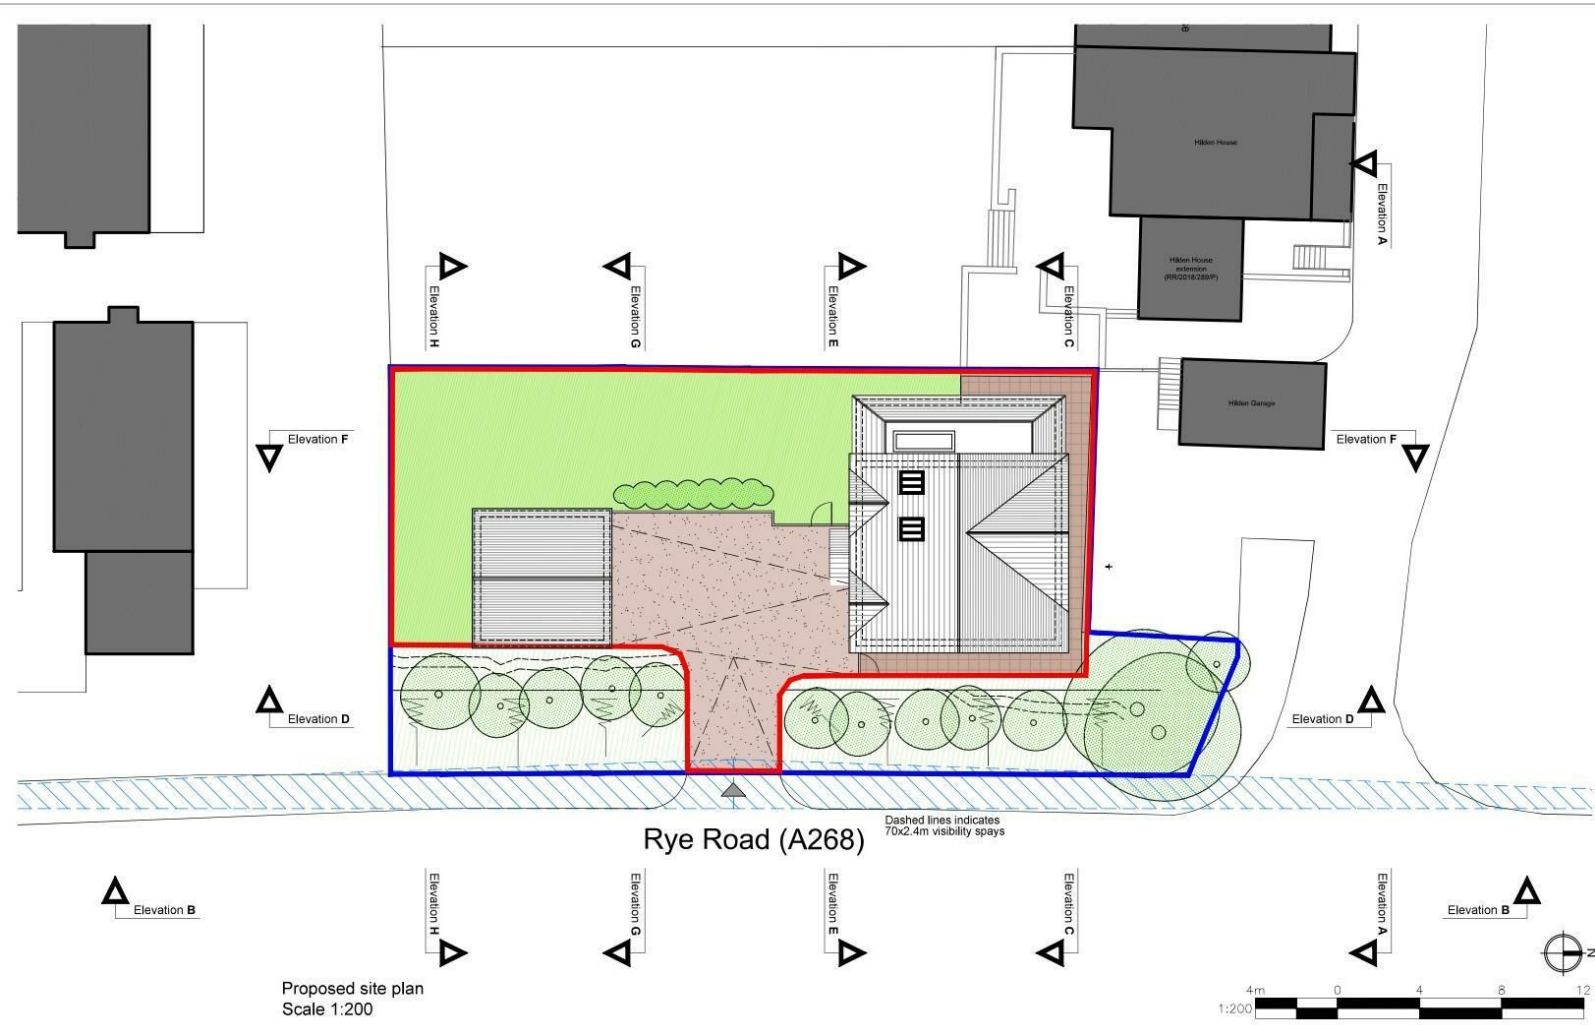 Hilden House
Elevation A
Hilden House
extension
(RR/2018/289/P)
Elevation H
Elevation G
Elevation E
Elevation C
Hilden Garage
Elevation F
Elevation F
Elevation D
Elevation D
Dashed lines indicates
70x2.4m visibility spays
Rye Road (A268)
Elevation H
Elevation G
Elevation E
Elevation C
Elevation A
Elevation B
Elevation B
N
Proposed site plan
Scale 1:200
4m 0 4 8 12
1:200